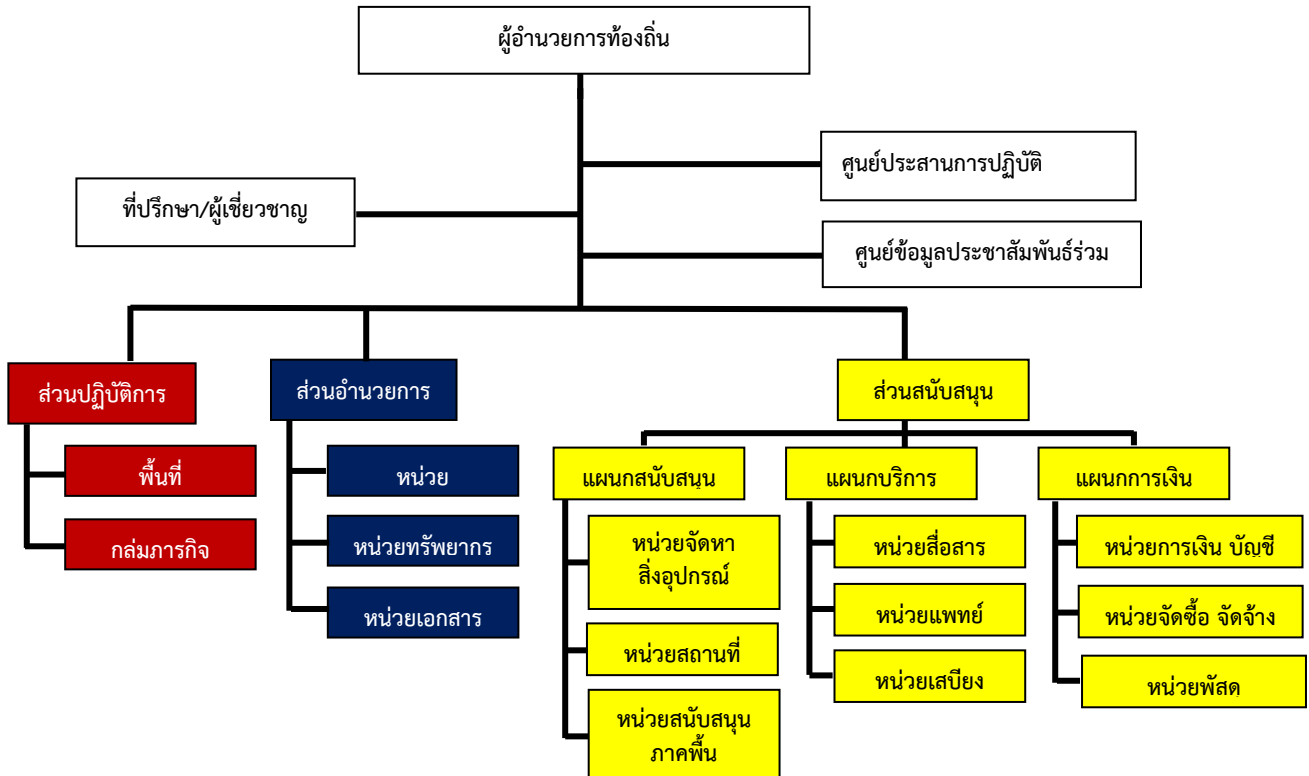 ผู้อำนวยการท้องถิ่น
ศูนย์ประสานการปฏิบัติ
ที่ปรึกษา/ผู้เชี่ยวชาญ
ศูนย์ข้อมูลประชาสัมพันธ์ร่วม
ส่วนปฏิบัติการ
ส่วนอำนวยการ
ส่วนสนับสนุน
พื้นที่
กลุ่มภารกิจ
หน่วย
หน่วยทรัพยากร
หน่วยเอกสาร
แผนกสนับสนุน
แผนกบริการ
แผนกการเงิน
หน่วยจัดหา
สิ่งอุปกรณ์
หน่วยสถานที่
หน่วยสนับสนุน
ภาคพื้น
หน่วยสื่อสาร
หน่วยแพทย์
หน่วยเสบียง
หน่วยการเงิน บัญชี
หน่วยจัดซื้อ จัดจ้าง
หน่วยพัสดุ